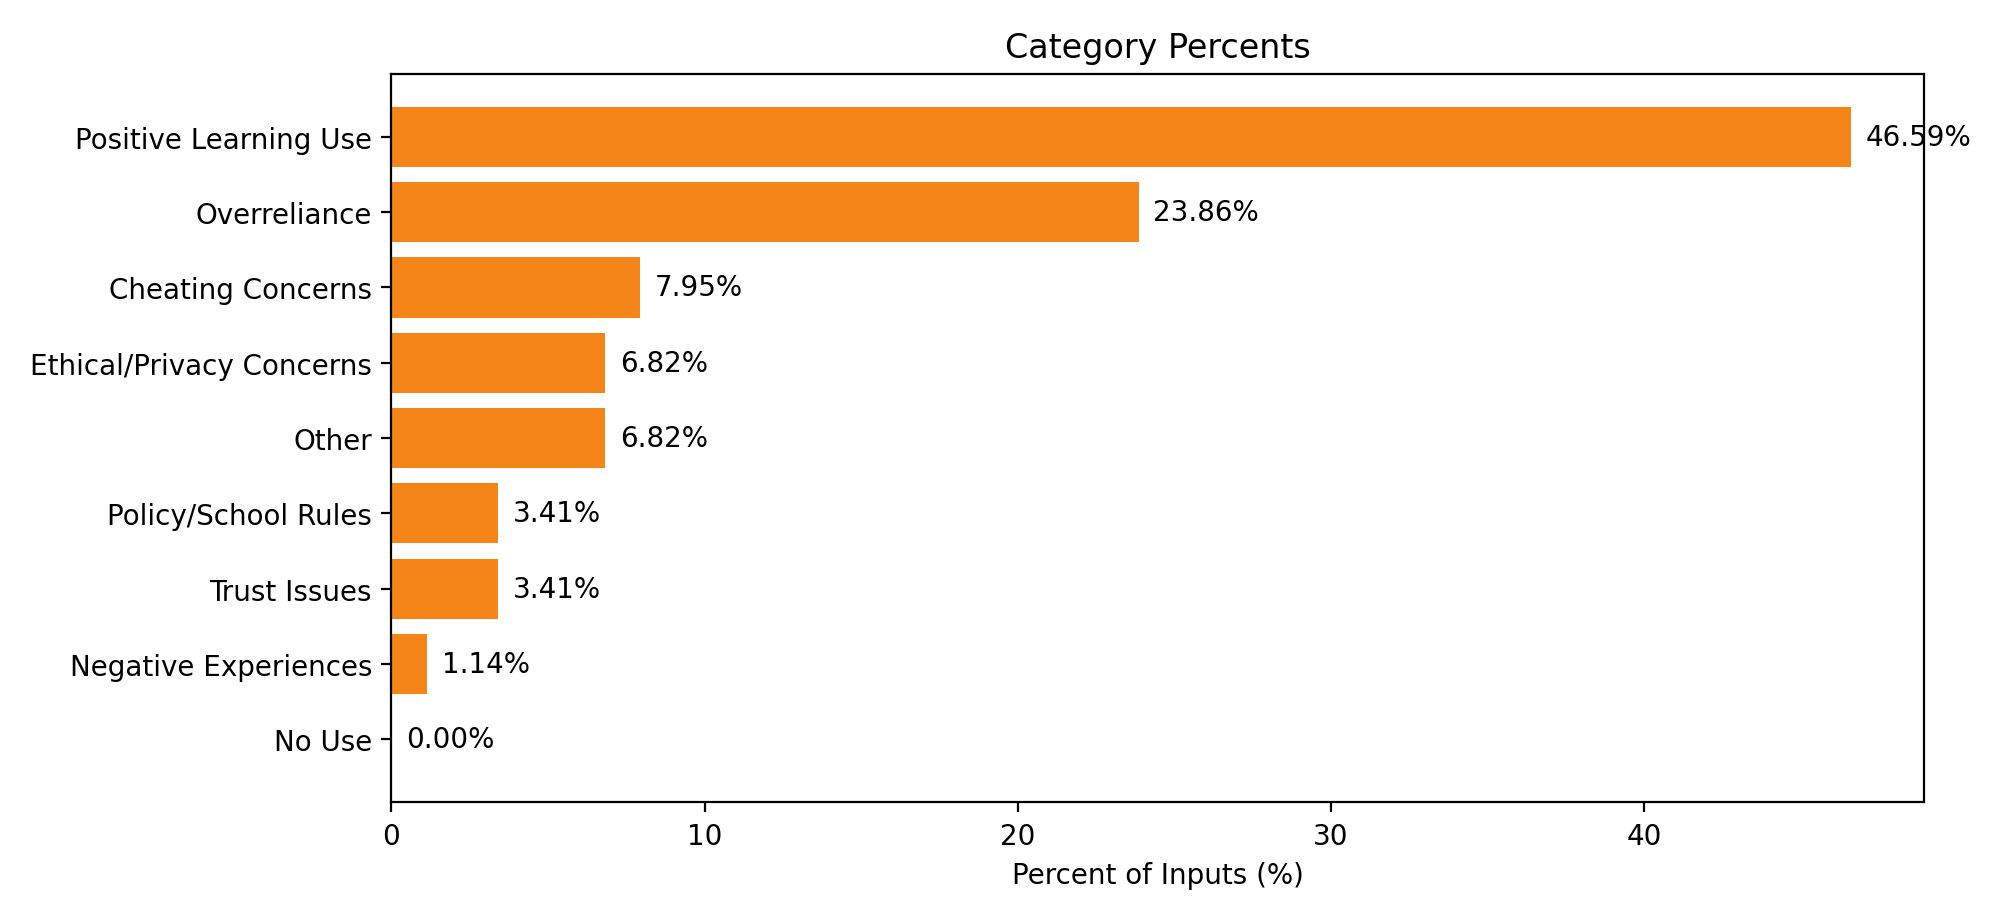 Category Percents
Positive Learning Use
46.59%
Overreliance
23.86%
Cheating Concerns
7.95%
Ethical/Privacy Concerns
6.82%
Other
6.82%
Policy/School Rules
3.41%
Trust Issues
3.41%
Negative Experiences
1.14%
No Use
0.00%
0 10 20 30 40
Percent of Inputs (%)